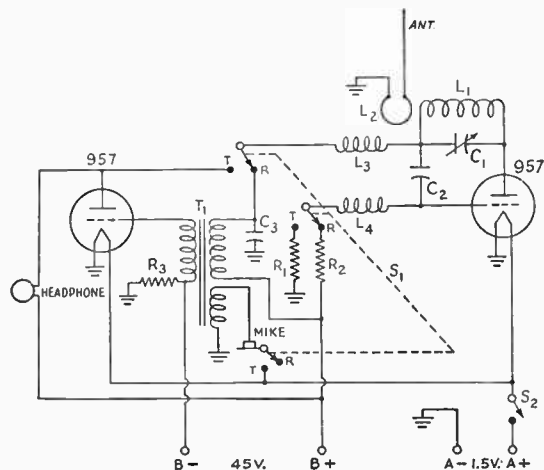 ANT.
L2
L1
L3
C1
C2
957
957
T
R
T1
C3
T
R
L4
R3
R1
R2
S1
HEADPHONE
MIKE
R
T
S2
B- 45V. B+ A- 1.5V. A+